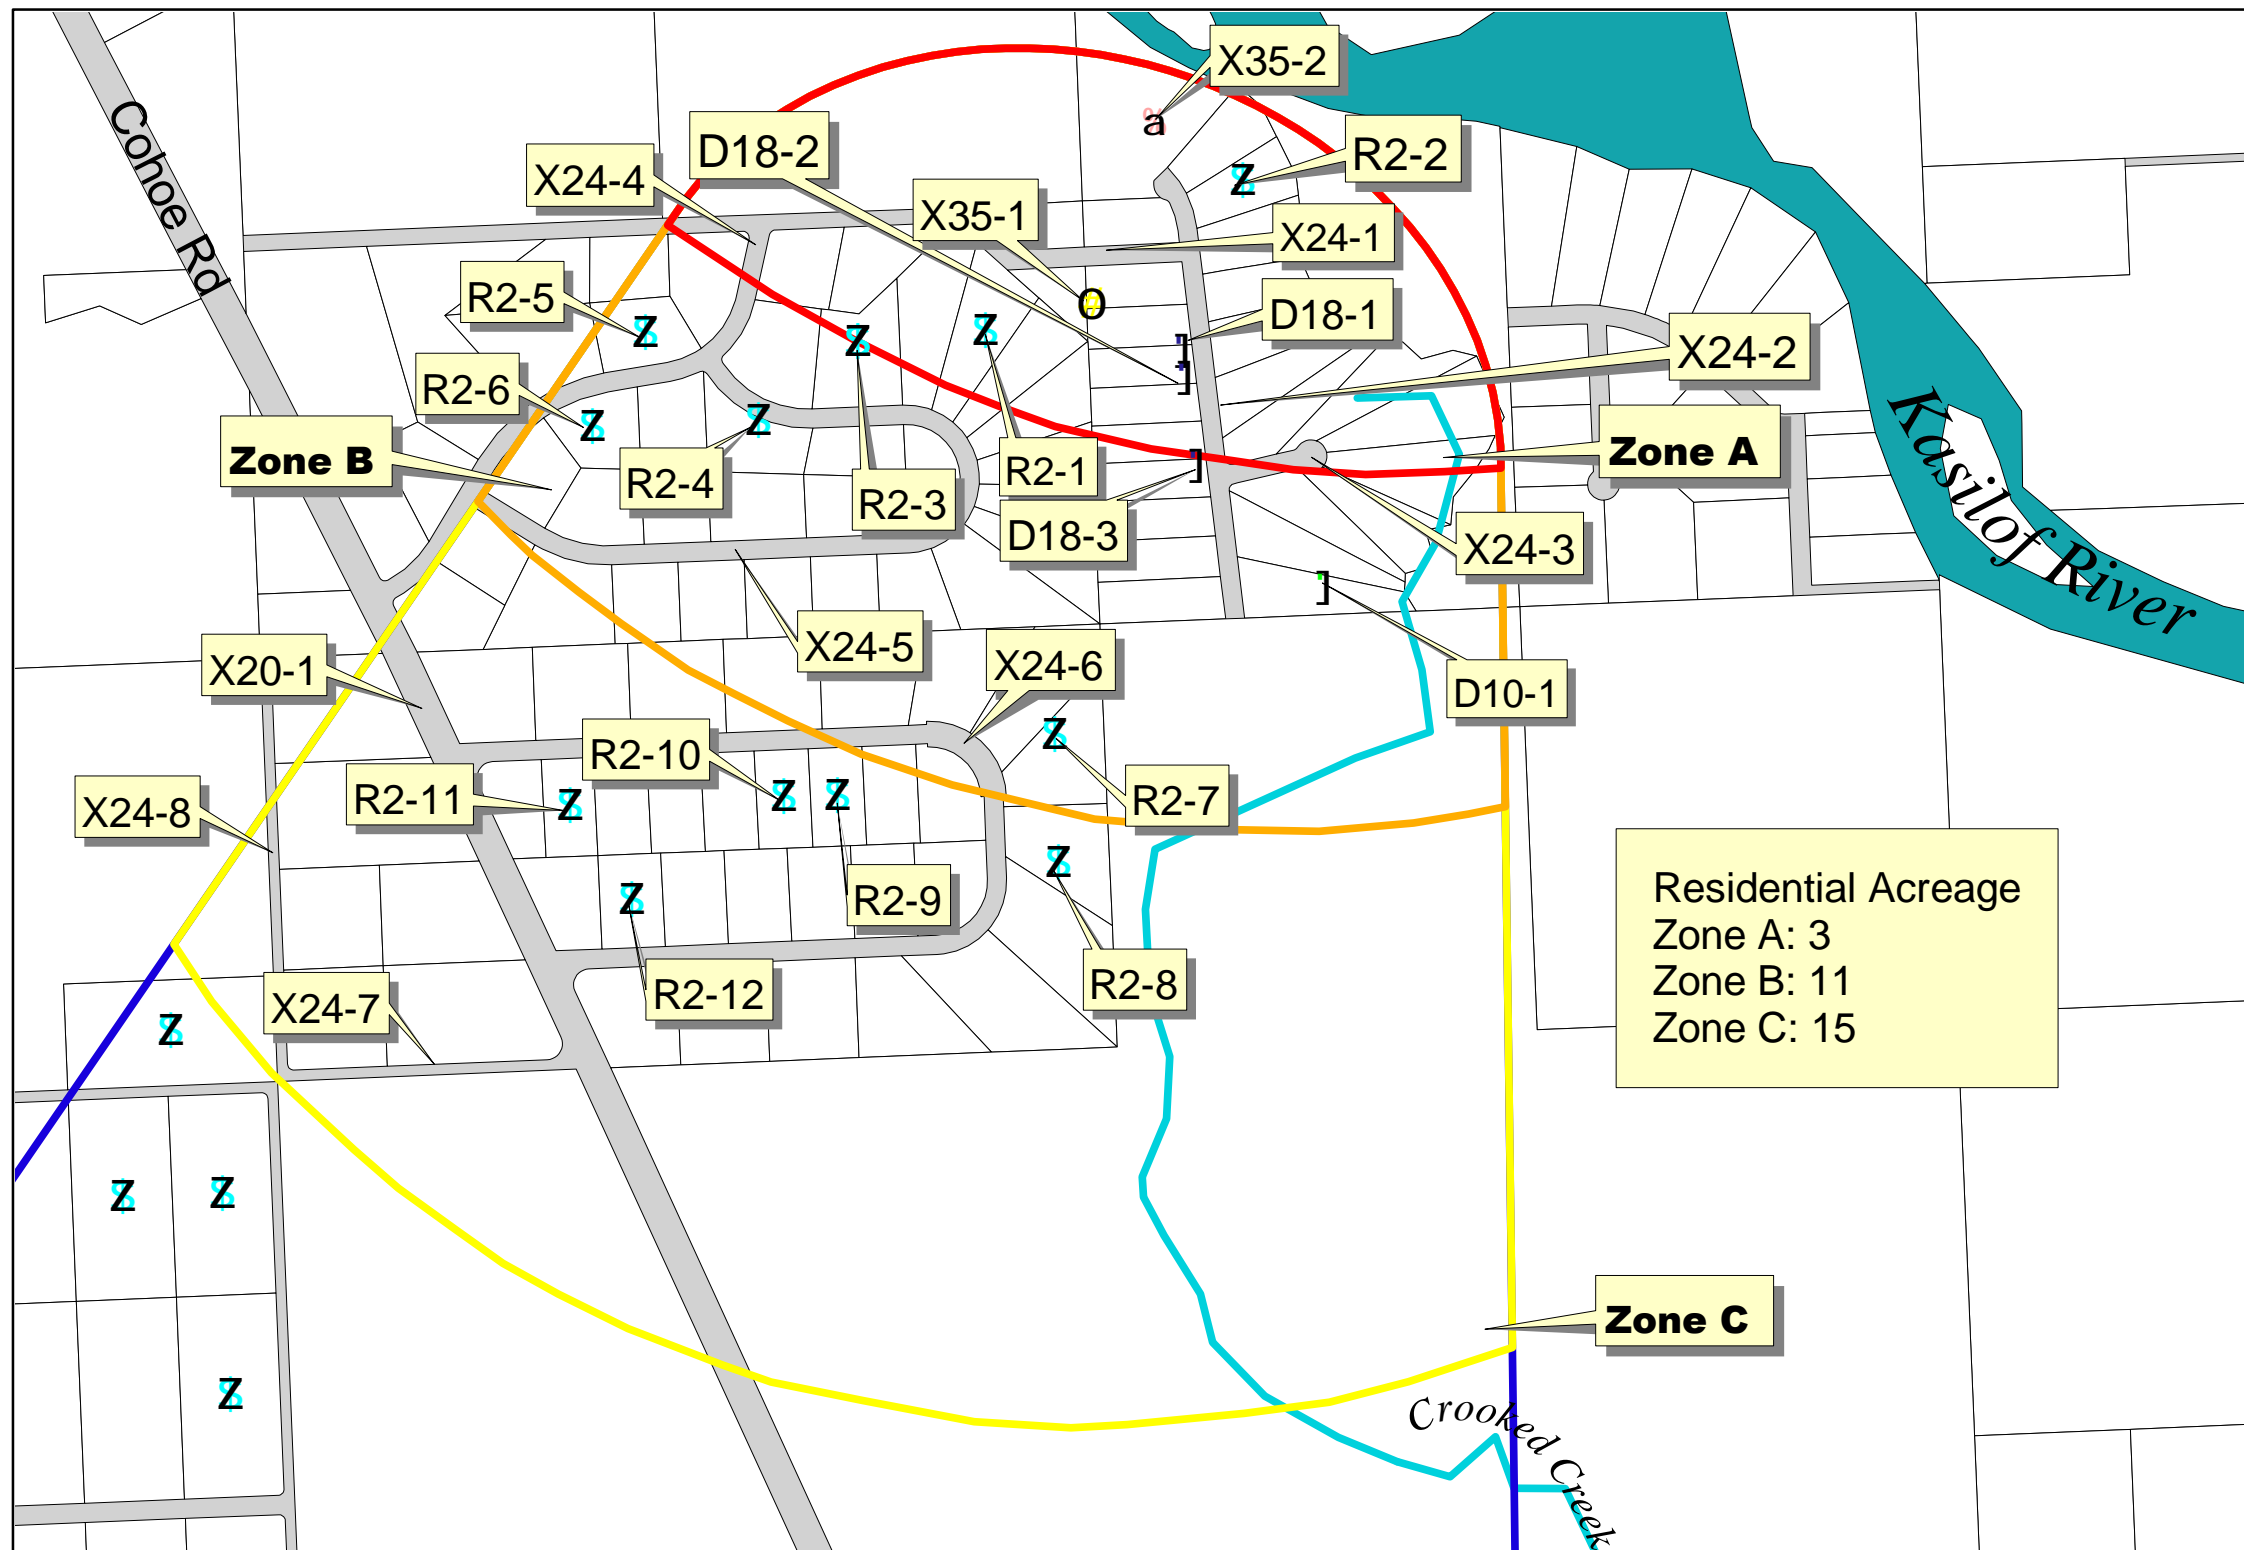 X35-2
Cohoe Rd
a
D18-2
R2-2
X24-4
Z
X35-1
X24-1
R2-5
0
D18-1
Z
Z
Z
]
X24-2
R2-6
]
Z
Z
Zone B
Zone A
R2-4
R2-3
R2-1
]
D18-3
X24-3
Kasilof River
]
X24-5
X20-1
X24-6
D10-1
R2-10
Z
X24-8
R2-11
Z
Z
Z
R2-7
Z
R2-9
Z
Residential Acreage
Zone A: 3
Zone B: 11
Zone C: 15
X24-7
R2-12
R2-8
Z
Z
Z
Zone C
Z
Crooked Creek